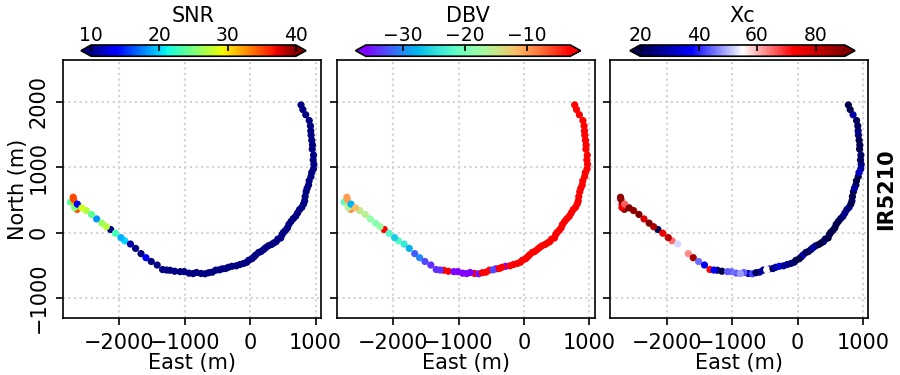 SNR DBV Xc
10 20 30 40 −30 −20 −10 20 40 60 80
2000
1000
0
−1000
North (m)
IR5210
−2000 −1000 0 1000 −2000 −1000 0 1000 −2000 −1000 0 1000
East (m) East (m) East (m)